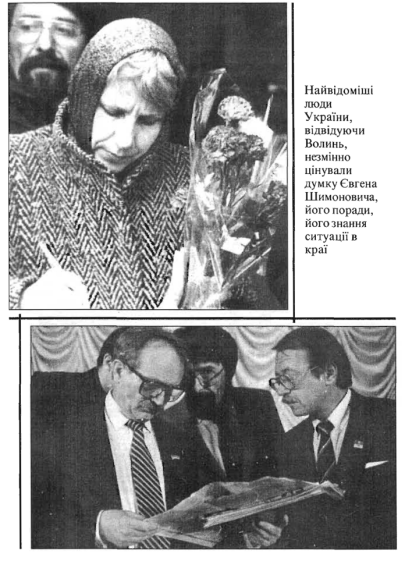 Найвідоміші
люди
України,
відвідуючи
Волинь,
незмінно
цінували
думку Євгена
Шимоновича,
його поради,
його знання
ситуації в
краї